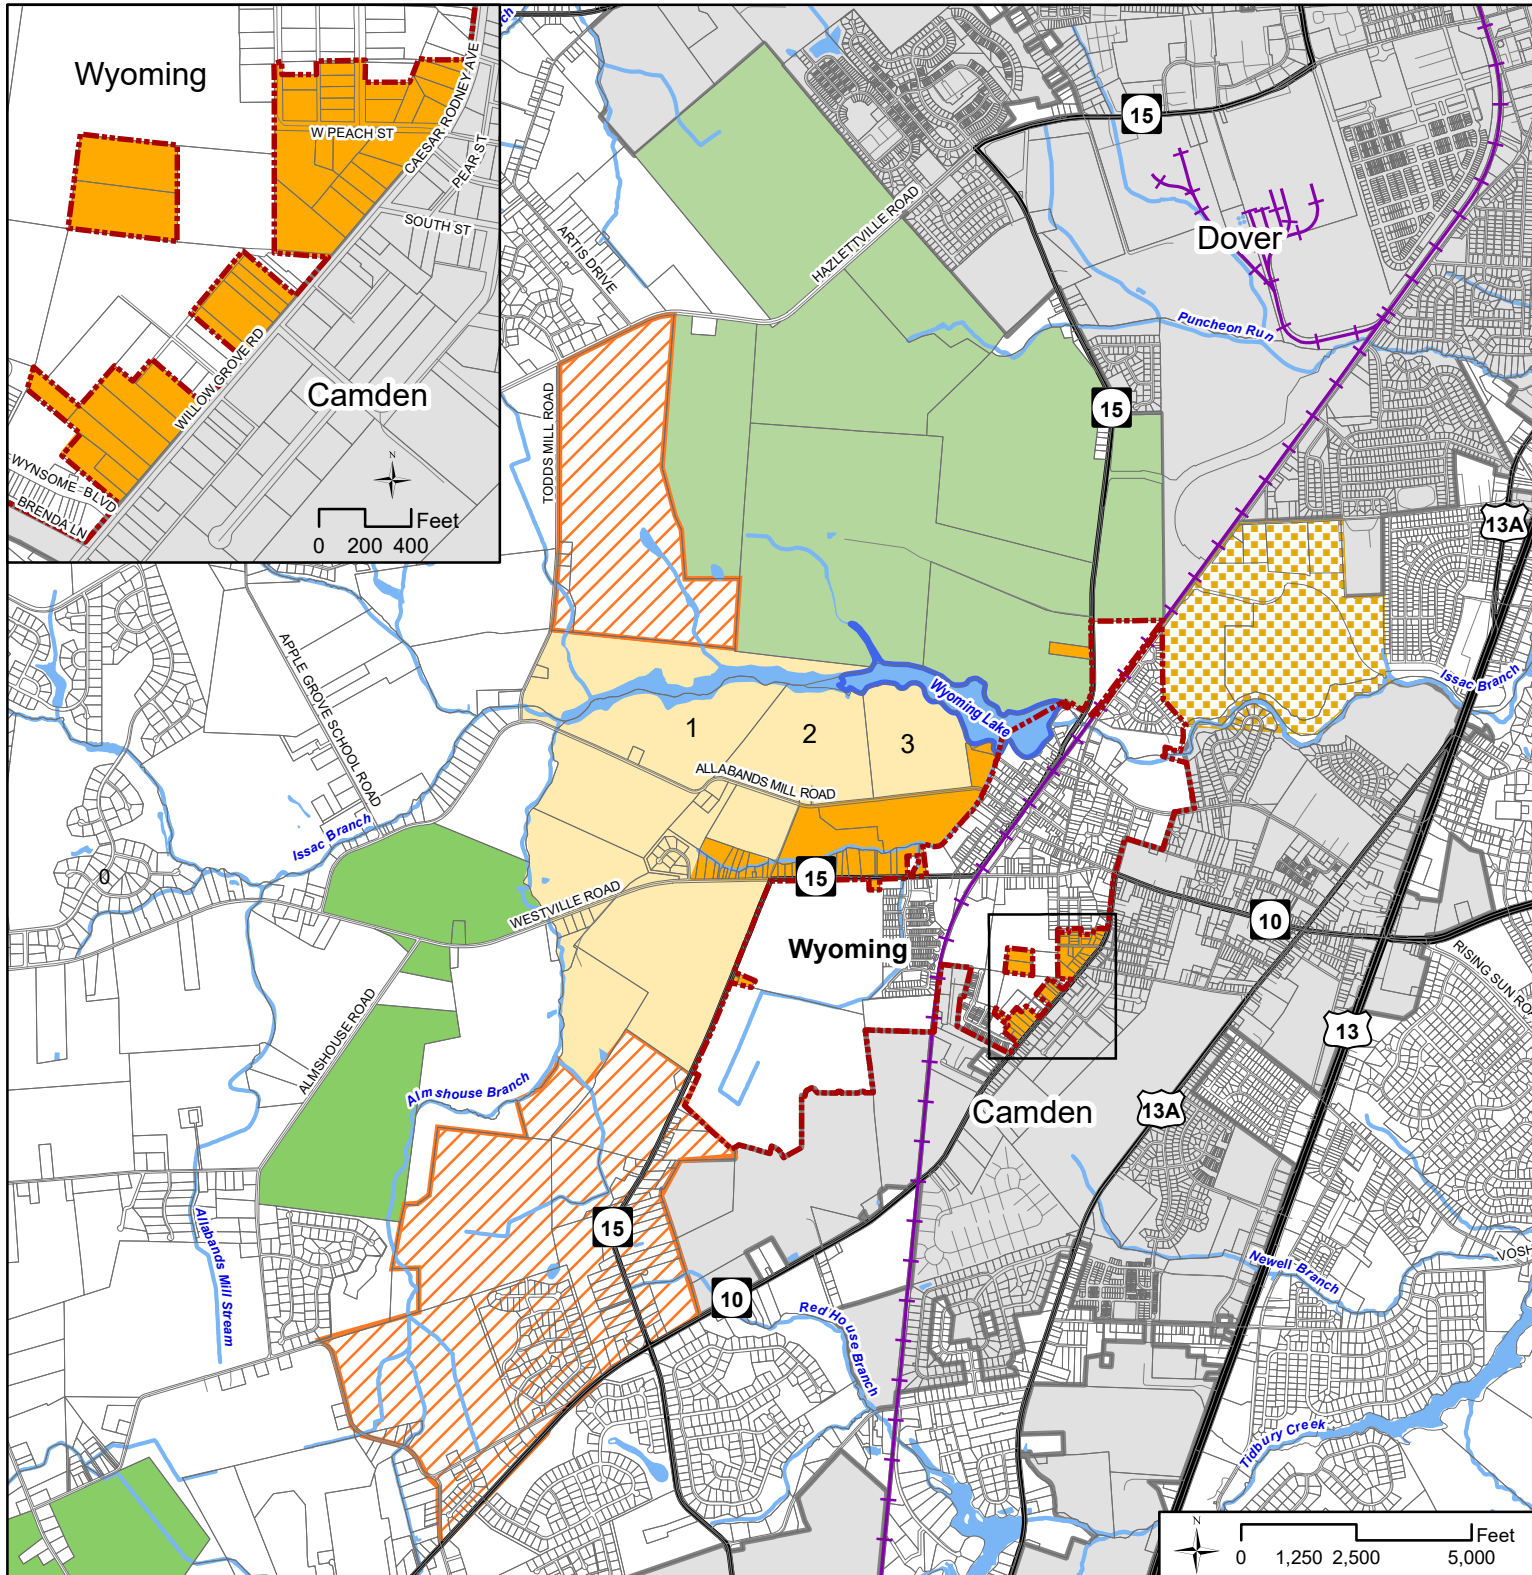 Wyoming
W PEACH ST
CAESAR RODNEY AVE
PEAR ST
SOUTH ST
WILLOW GROVE RD
Camden
WYNSOME BLVD
BRENDA LN
N
Feet
0 200 400
ch
15
Dover
HAZLETTVILLE ROAD
ARTIS DRIVE
Puncheon Run
15
TODDS MILL ROAD
13A
APPLE GROVE SCHOOL ROAD
Issac Branch
Wyoming Lake
1
2
3
ALLABANDS MILL ROAD
Issac Branch
0
15
WESTVILLE ROAD
10
Wyoming
RISING SUN RO
ALMSHOUSE ROAD
13
Almshouse Branch
Camden
13A
15
Allabands Mill Stream
Newell Branch
VOSH
10
Red House Branch
Tidbury Creek
N
Feet
0 1,250 2,500 5,000